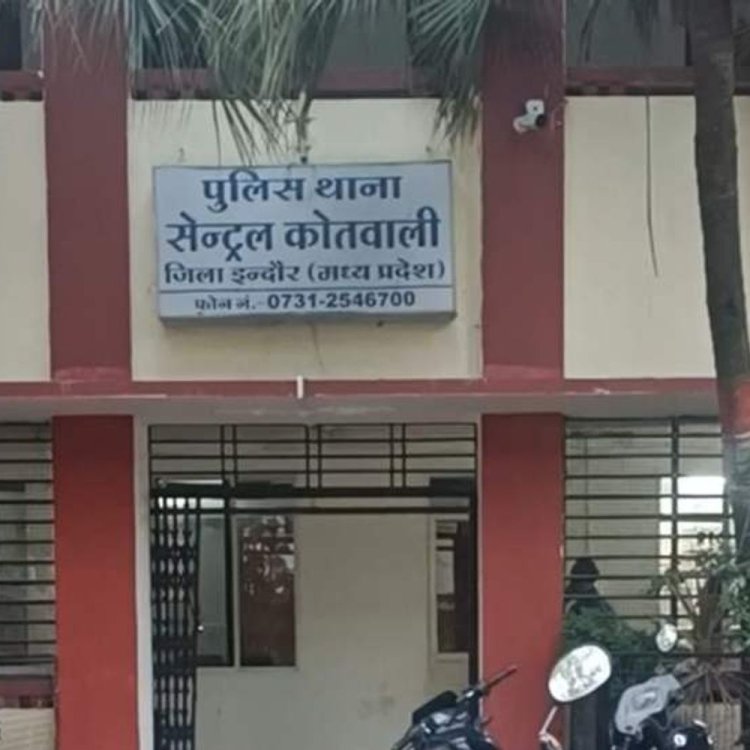 पुलिस थाना
सेन्ट्रल कोतवाली
जिला इन्दौर (मध्य प्रदेश)
फोन नं.-0731-2546700